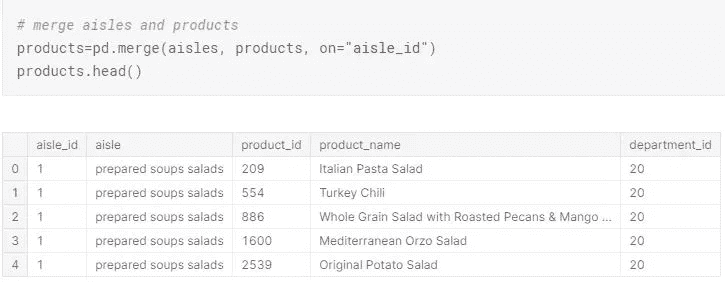 # merge aisles and products
products=pd.merge(aisles, products, on="aisle_id")
products.head()
aisle_id aisle product_id product_name department_id
0 1 prepared soups salads 209 Italian Pasta Salad 20
1 1 prepared soups salads 554 Turkey Chili 20
2 1 prepared soups salads 886 Whole Grain Salad with Roasted Pecans & Mango ... 20
3 1 prepared soups salads 1600 Mediterranean Orzo Salad 20
4 1 prepared soups salads 2539 Original Potato Salad 20